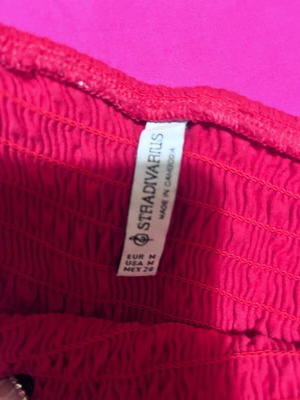 STRADIVARIUS
MADE IN CAMBODIA
EUR M
USA M
MEX 28